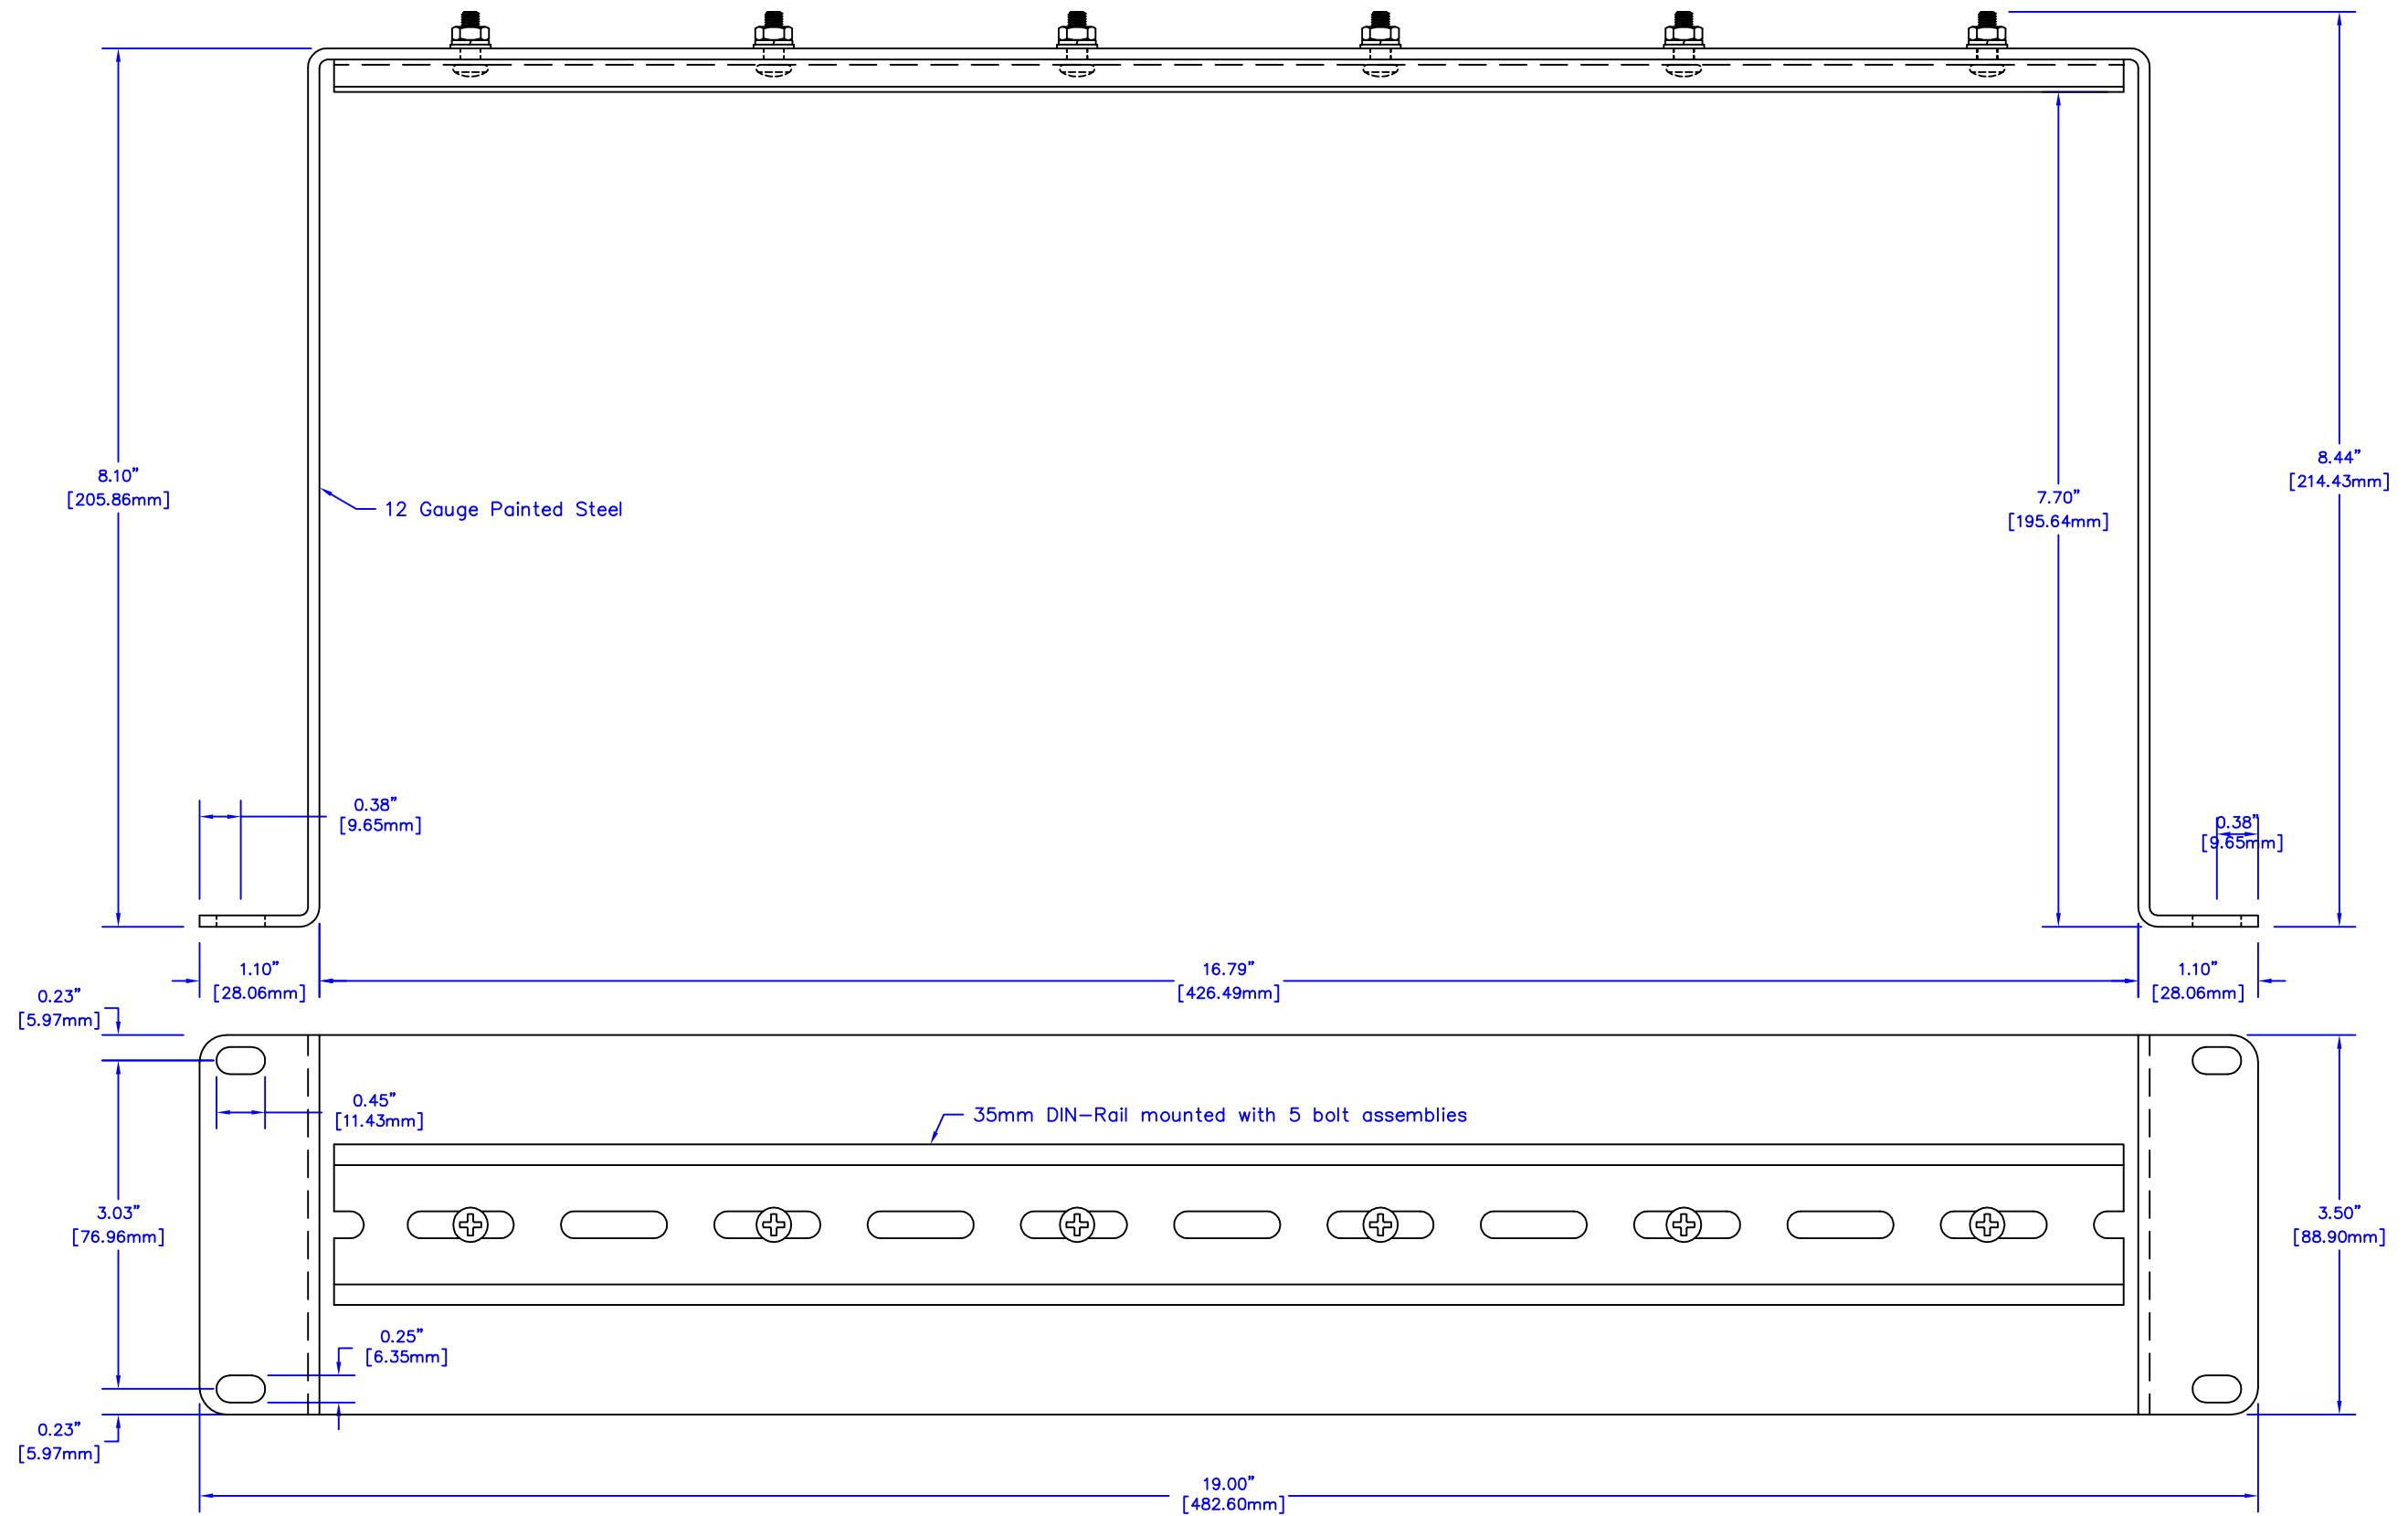 8.44”
[214.43mm]
8.10”
[205.86mm]
7.70”
[195.64mm]
12 Gauge Painted Steel
0.38”
[9.65mm]
0.38”
[9.65mm]
1.10”
[28.06mm]
16.79”
[426.49mm]
1.10”
[28.06mm]
0.23”
[5.97mm]
0.45”
[11.43mm]
35mm DIN-Rail mounted with 5 bolt assemblies
3.03”
[76.96mm]
3.50”
[88.90mm]
0.25”
[6.35mm]
0.23”
[5.97mm]
19.00”
[482.60mm]